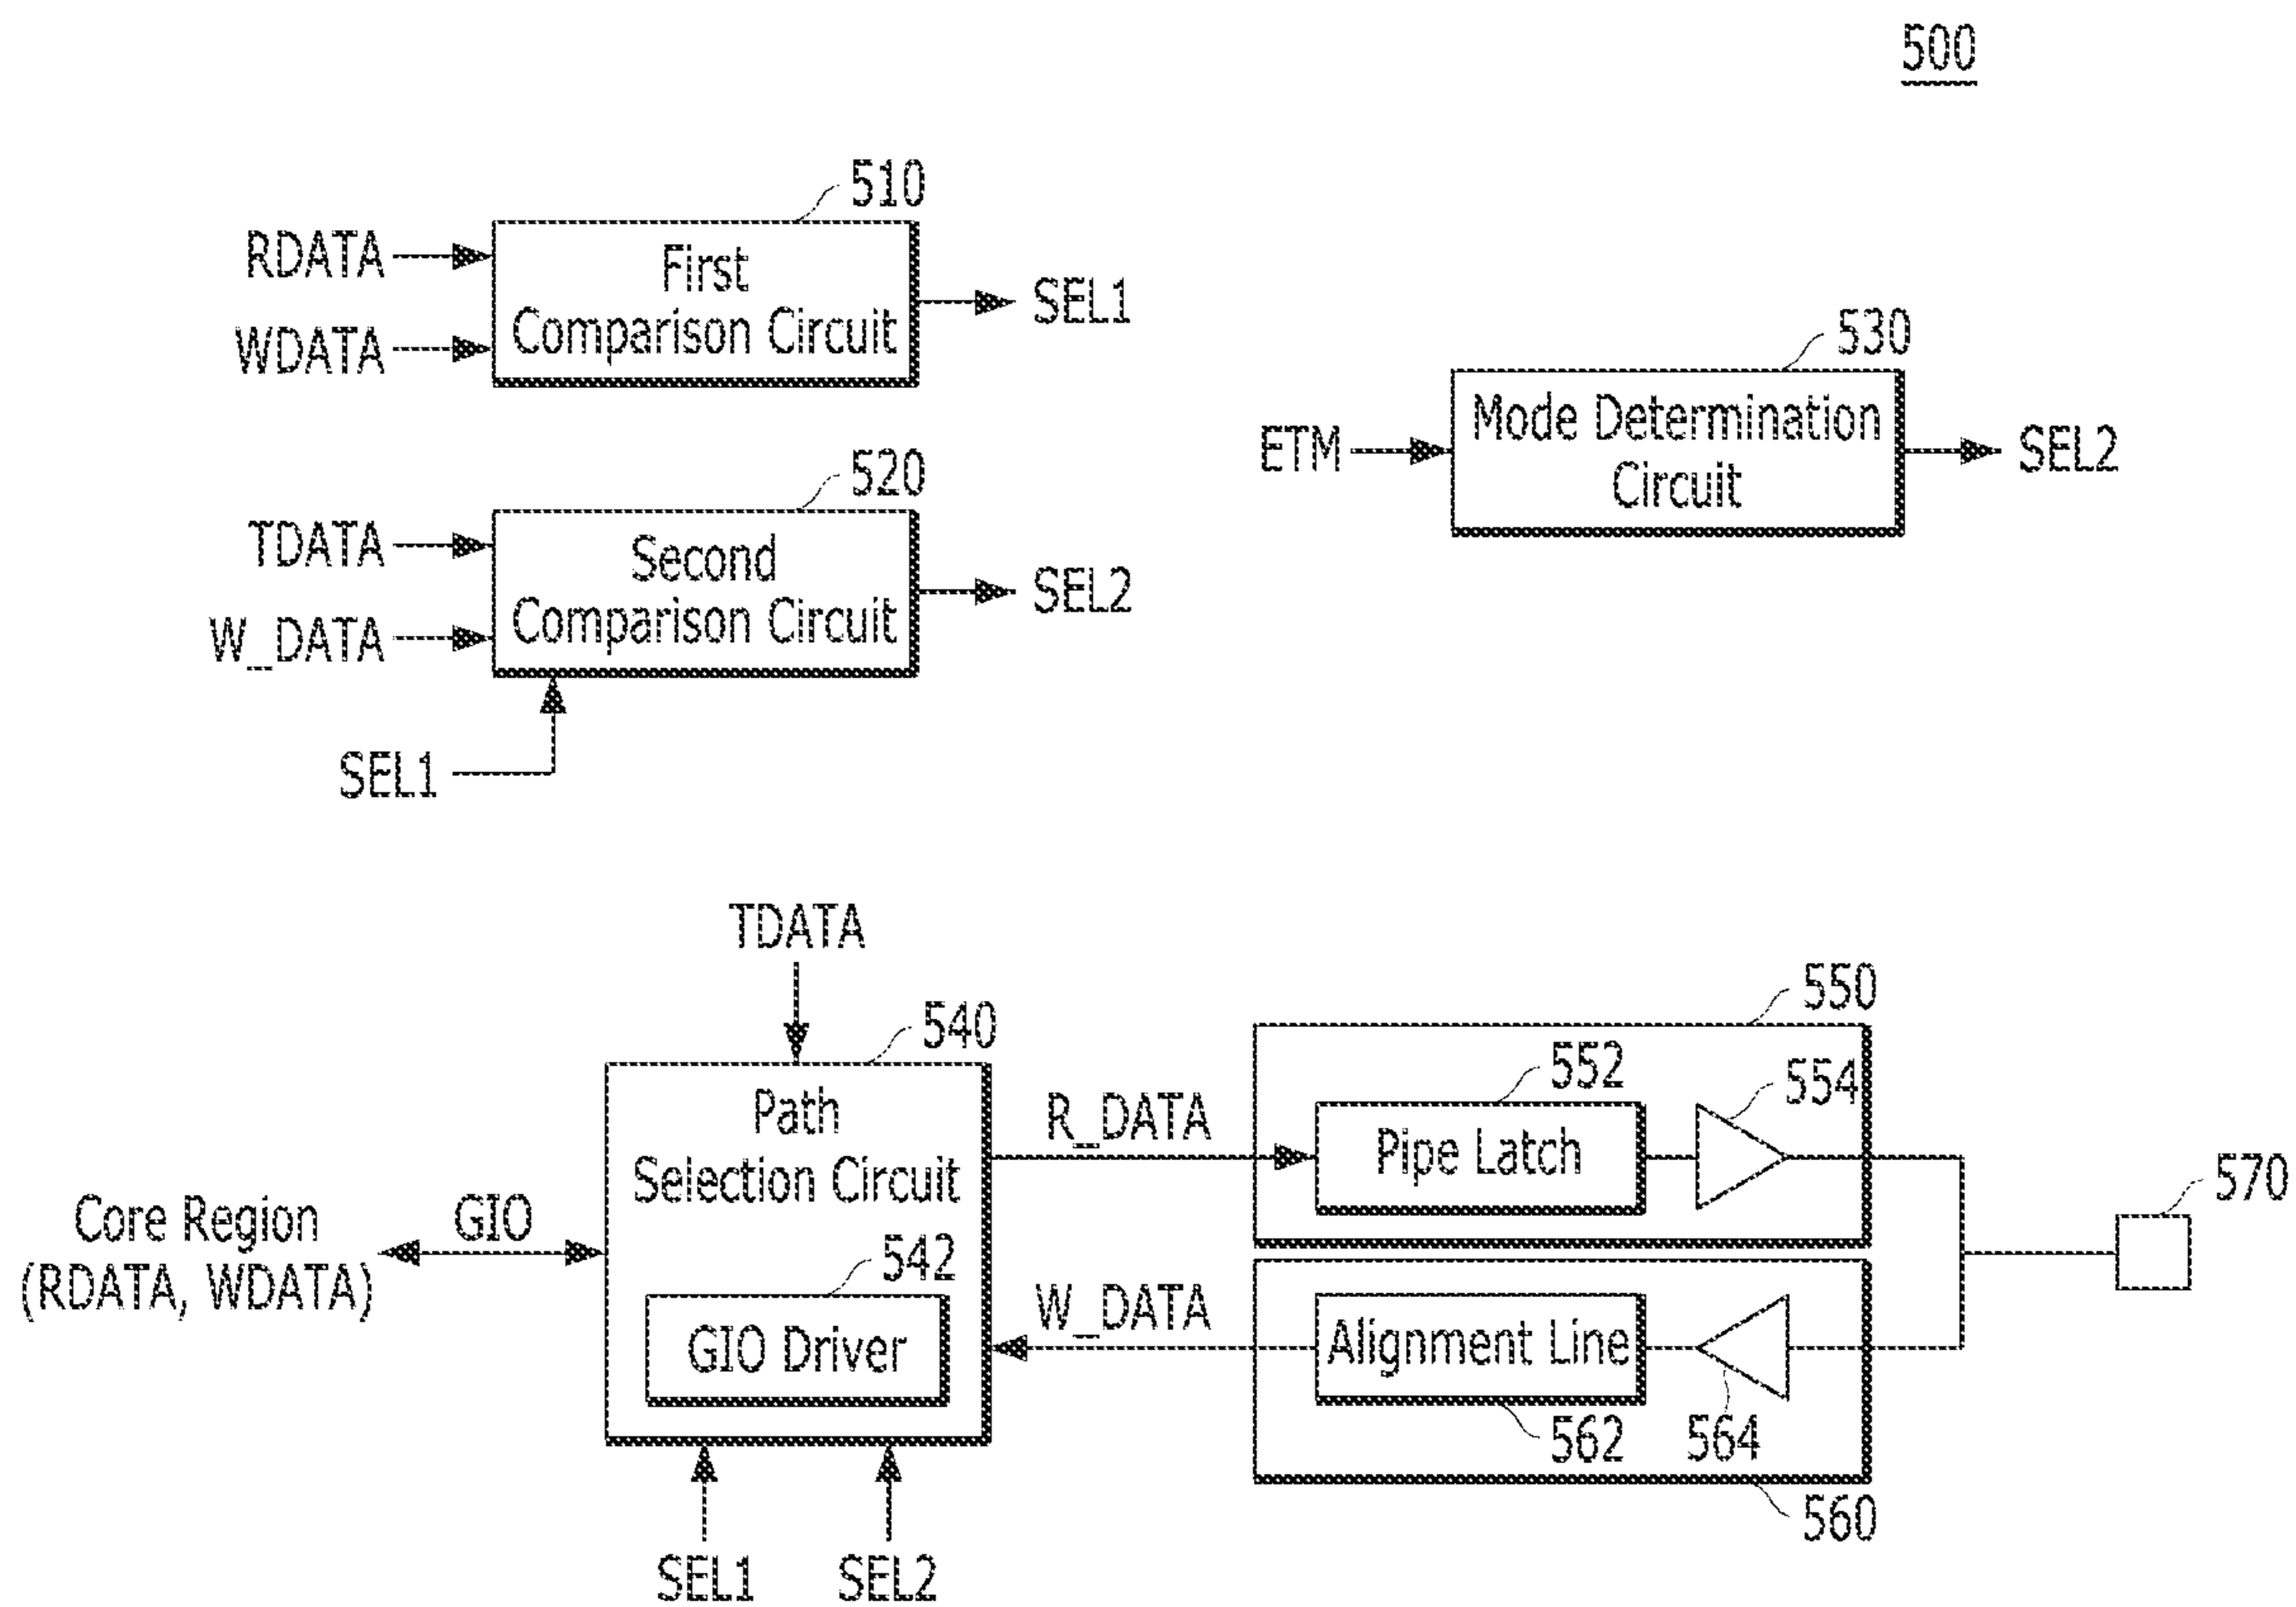 500
510
RDATA
First
SEL1
WDATA
Comparison Circuit
530
ETM
Mode Determination
Circuit
SEL2
520
TDATA
Second
SEL2
W_DATA
Comparison Circuit
SEL1
TDATA
540
550
Path
Selection Circuit
R_DATA
552
554
Pipe Latch
570
Core Region
(RDATA, WDATA)
GIO
542
GIO Driver
W_DATA
Alignment Line
562
564
560
SEL1
SEL2